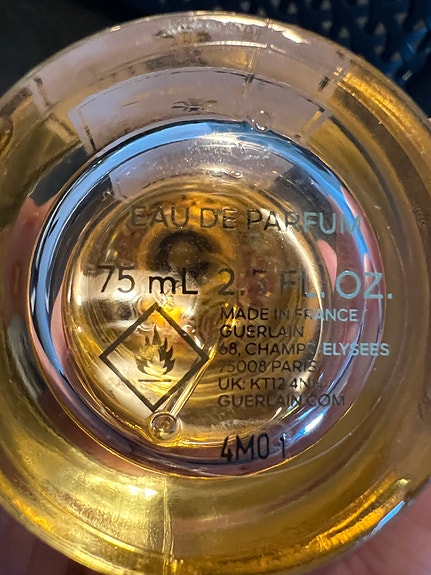 EAU DE PARFUM
75 mL 2.5 FL. OZ.
MADE IN FRANCE
GUERLAIN
68, CHAMPS ELYSEES
75008 PARIS
UK: KT12 4NH
GUERLAIN.COM
4M01